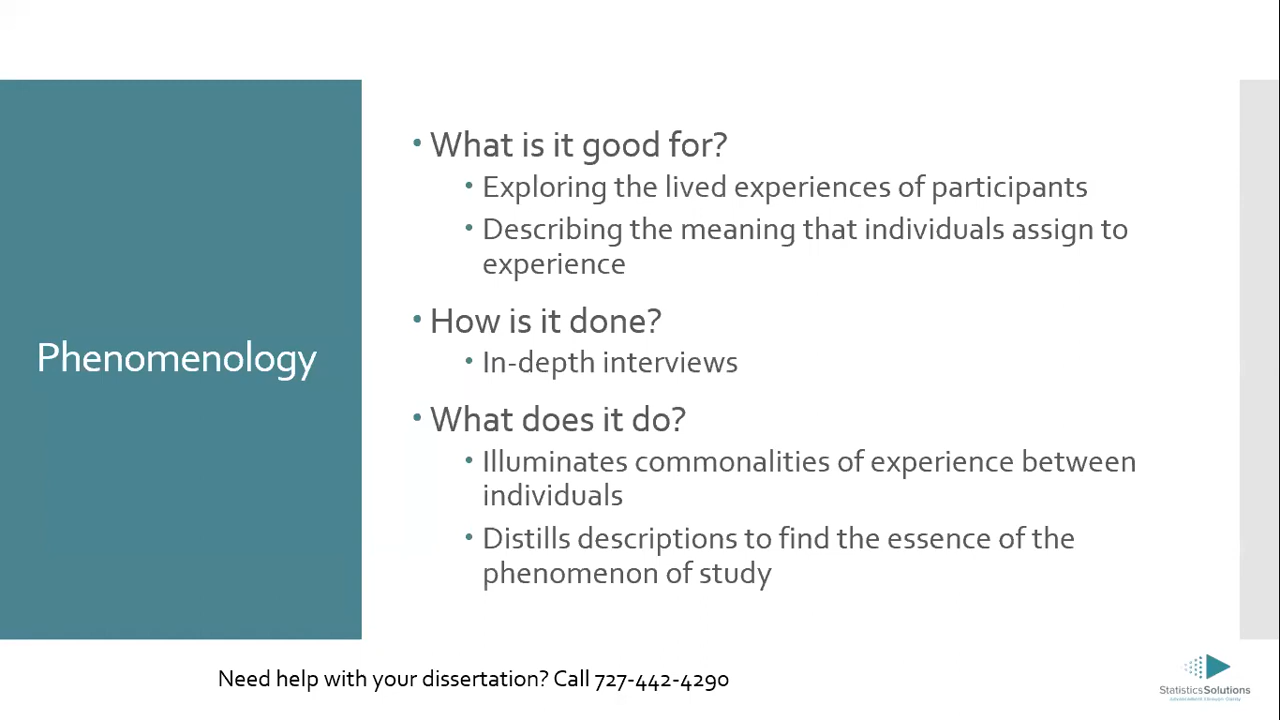 Phenomenology
• What is it good for?
• Exploring the lived experiences of participants
• Describing the meaning that individuals assign to
experience
• How is it done?
• In-depth interviews
• What does it do?
• Illuminates commonalities of experience between
individuals
• Distills descriptions to find the essence of the
phenomenon of study
Need help with your dissertation? Call 727-442-4290
StatisticsSolutions